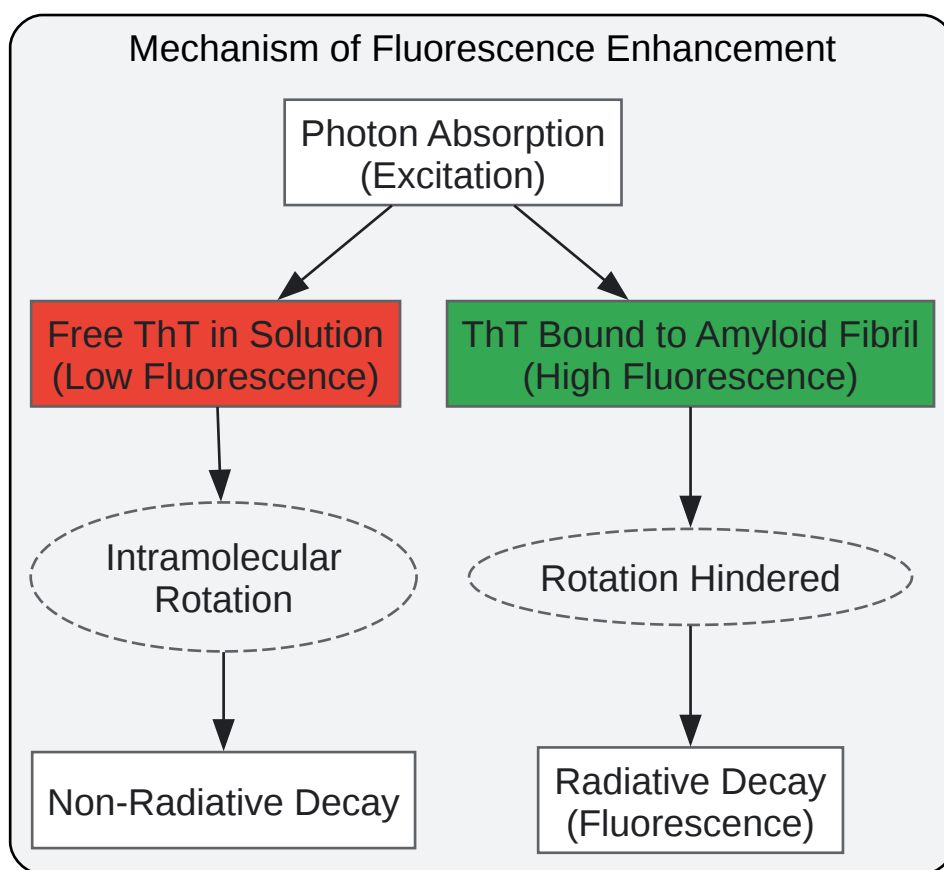 Mechanism of Fluorescence Enhancement
Photon Absorption
(Excitation)
Free ThT in Solution
(Low Fluorescence)
ThT Bound to Amyloid Fibril
(High Fluorescence)
Intramolecular
Rotation
Rotation Hindered
Non-Radiative Decay
Radiative Decay
(Fluorescence)